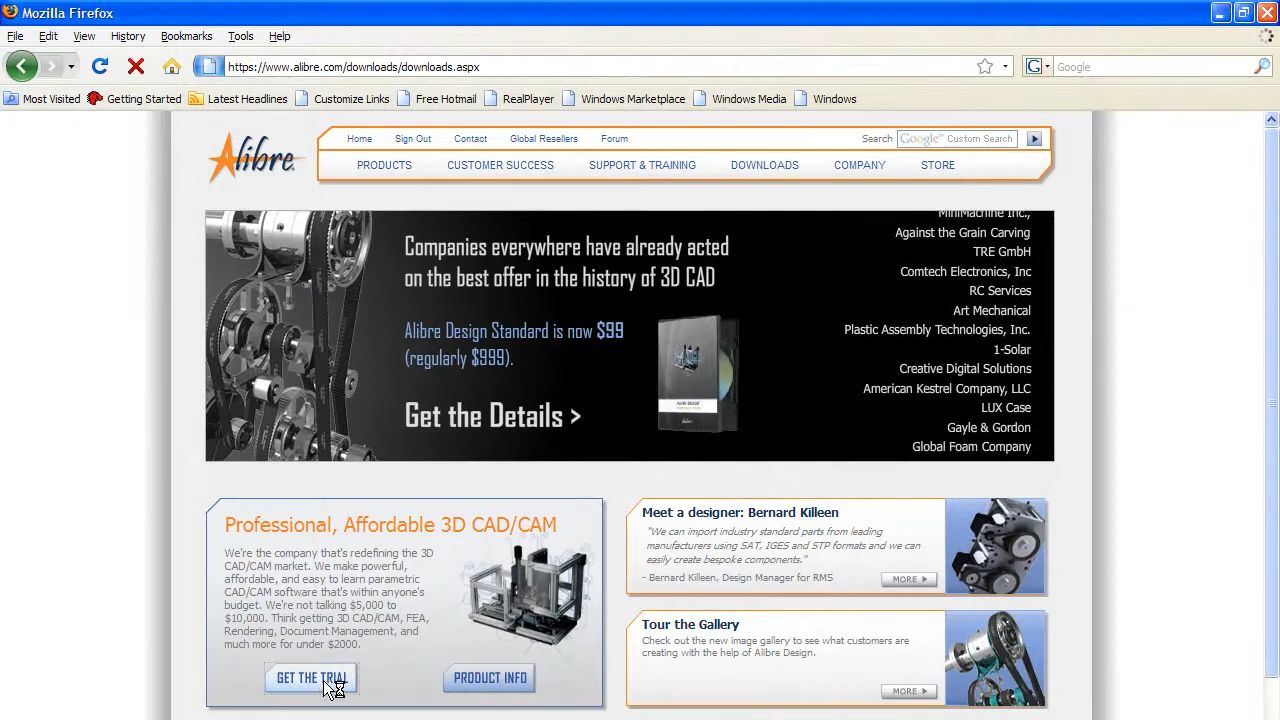 Mozilla Firefox
File Edit View History Bookmarks Tools Help
https://www.alibre.com/downloads/downloads.aspx
G Google
Most Visited Getting Started Latest Headlines Customize Links Free Hotmail RealPlayer Windows Marketplace Windows Media Windows
Alibre
Home Sign Out Contact Global Resellers Forum Search Google™ Custom Search
PRODUCTS CUSTOMER SUCCESS SUPPORT & TRAINING DOWNLOADS COMPANY STORE
Companies everywhere have already acted
on the best offer in the history of 3D CAD
Alibre Design Standard is now $99
(regularly $999).
Get the Details >
MiniMachine Inc.,
Against the Grain Carving
TRE GmbH
Comtech Electronics, Inc
RC Services
Art Mechanical
Plastic Assembly Technologies, Inc.
1-Solar
Creative Digital Solutions
American Kestrel Company, LLC
LUX Case
Gayle & Gordon
Global Foam Company
Professional, Affordable 3D CAD/CAM
We're the company that's redefining the 3D
CAD/CAM market. We make powerful,
affordable, and easy to learn parametric
CAD/CAM software that's within anyone's
budget. We're not talking $5,000 to
$10,000. Think getting 3D CAD/CAM, FEA,
Rendering, Document Management, and
much more for under $2000.
GET THE TRIAL PRODUCT INFO
Meet a designer: Bernard Killeen
"We can import industry standard parts from leading
manufacturers using SAT, IGES and STP formats and we can
easily create bespoke components."
- Bernard Killeen, Design Manager for RMS
MORE
Tour the Gallery
Check out the new image gallery to see what customers are
creating with the help of Alibre Design.
MORE